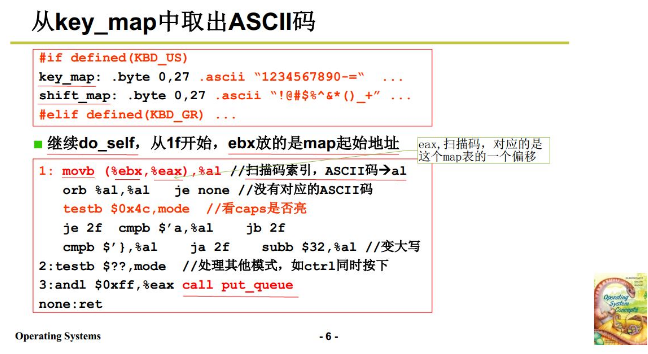 从key_map中取出ASCII码
#if defined(KBD_US)
key_map: .byte 0,27 .ascii “1234567890-=“ ...
shift_map: .byte 0,27 .ascii “!@#$%^&*()_+” ...
#elif defined(KBD_GR) ...
继续do_self，从1f开始，ebx放的是map起始地址
eax,扫描码，对应的是
这个map表的一个偏移
1: movb (%ebx,%eax),%al //扫描码索引，ASCII码→al
orb %al,%al je none //没有对应的ASCII码
testb $0x4c,mode //看caps是否亮
je 2f cmpb $’a,%al jb 2f
cmpb $’},%al ja 2f subb $32,%al //变大写
2:testb $??,mode //处理其他模式，如ctrl同时按下
3:andl $0xff,%eax call put_queue
none:ret
Operating System Concepts
Operating Systems
- 6 -